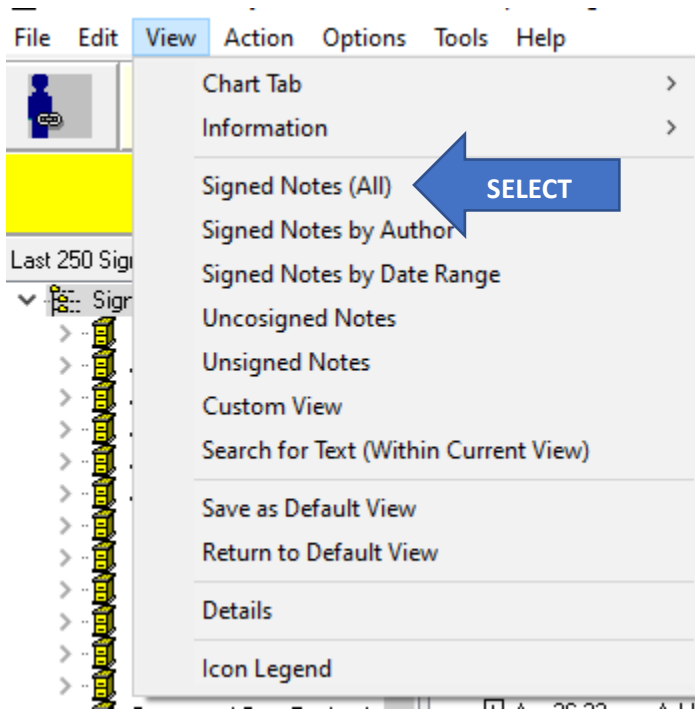 File Edit View Action Options Tools Help
Chart Tab
Information
Signed Notes (All)
SELECT
Signed Notes by Author
Signed Notes by Date Range
Last 250 Sig
Sigr
Uncosigned Notes
Unsigned Notes
Custom View
Search for Text (Within Current View)
Save as Default View
Return to Default View
Details
Icon Legend